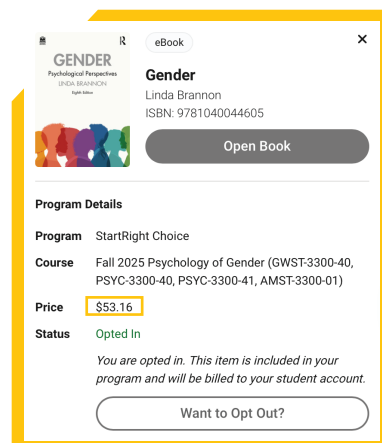 R
GENDER
Psychological Perspectives
LINDA BRANNON
Eighth Edition
eBook
×
Gender
Linda Brannon
ISBN: 9781040044605
Open Book
Program Details
Program StartRight Choice
Course Fall 2025 Psychology of Gender (GWST-3300-40,
PSYC-3300-40, PSYC-3300-41, AMST-3300-01)
Price $53.16
Status Opted In
You are opted in. This item is included in your
program and will be billed to your student account.
Want to Opt Out?